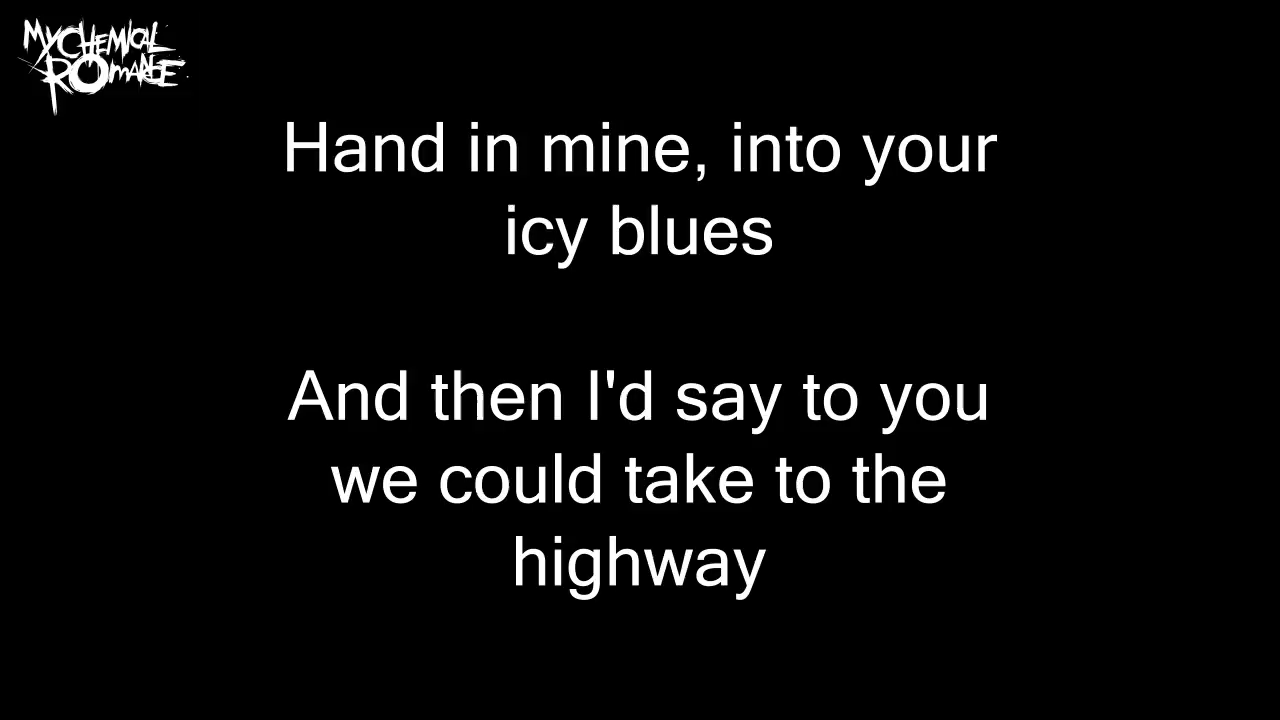 MY CHEMICAL
ROMANCE
Hand in mine, into your
icy blues
And then I'd say to you
we could take to the
highway